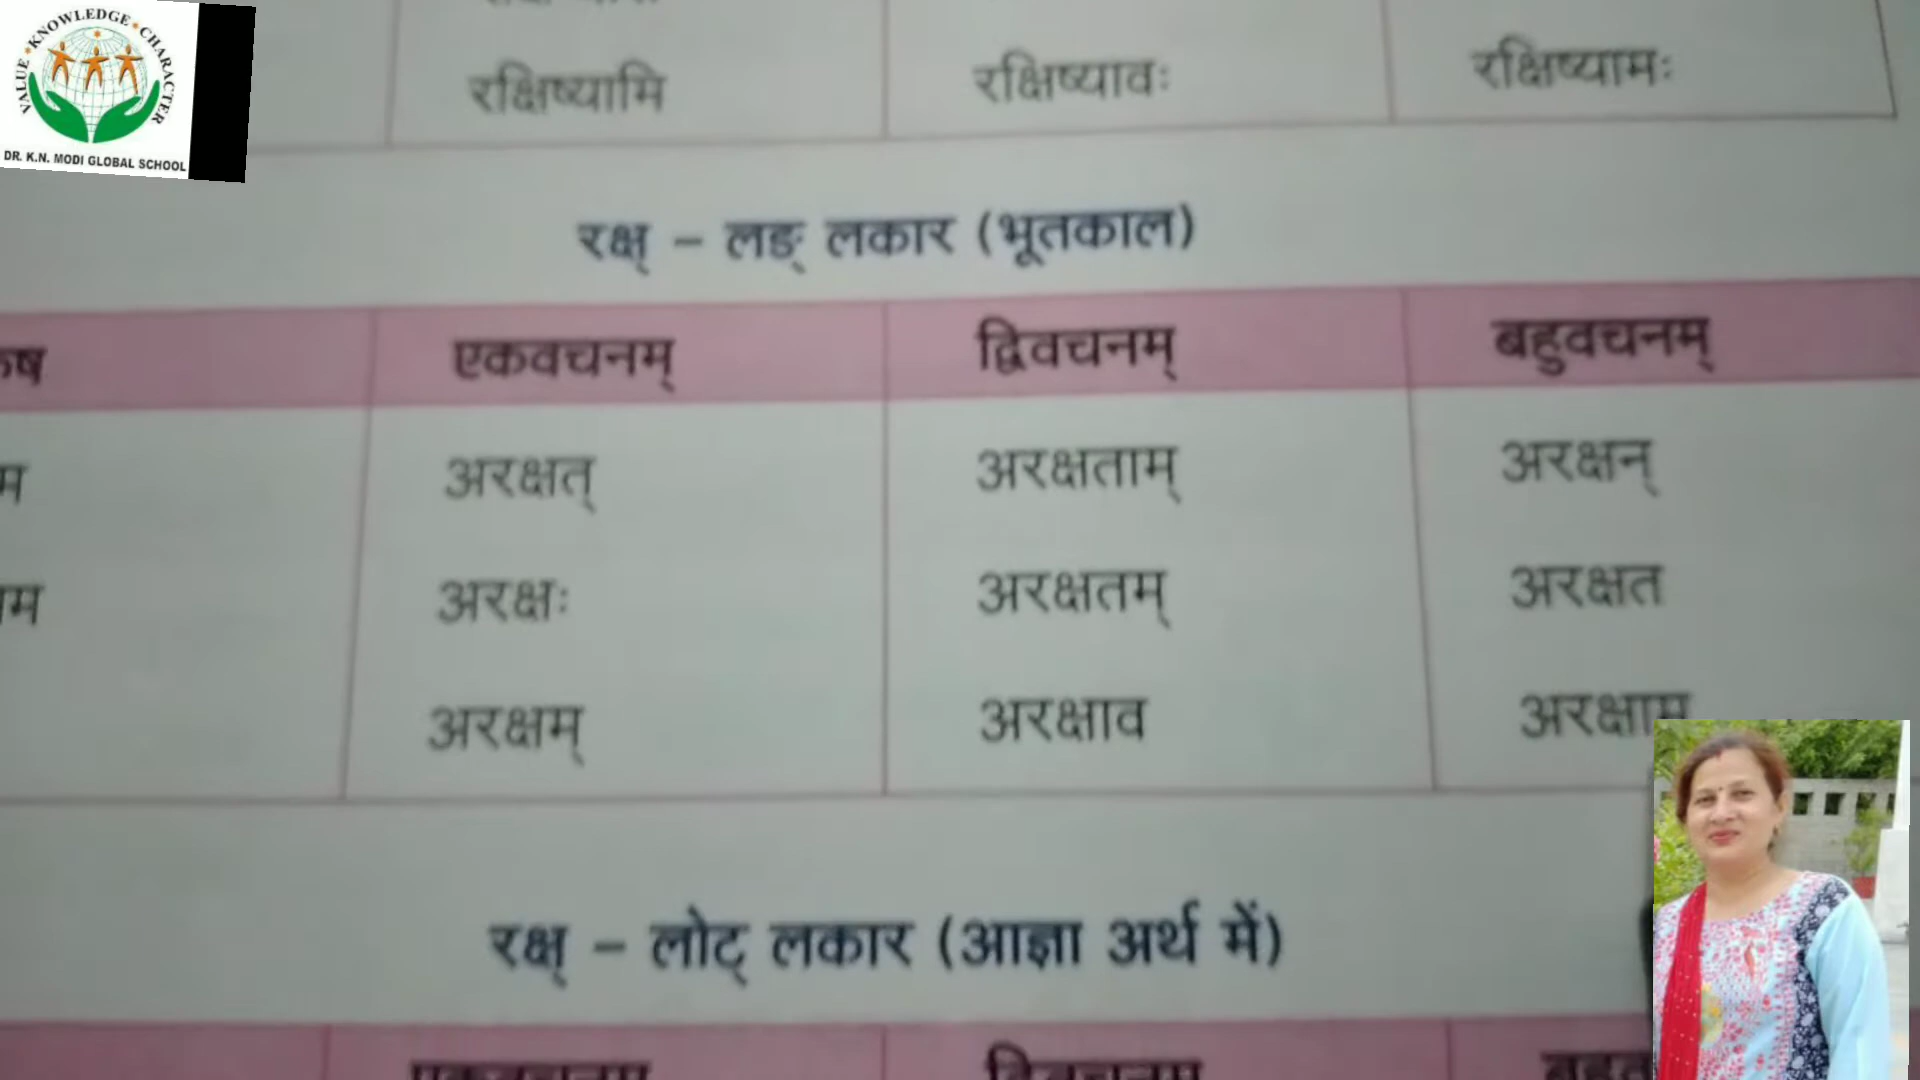 VALUE • KNOWLEDGE • CHARACTER
DR. K.N. MODI GLOBAL SCHOOL
रक्षिष्यामि रक्षिष्यावः रक्षिष्यामः
रक्ष् – लङ् लकार (भूतकाल)
एकवचनम् द्विवचनम् बहुवचनम्
अरक्षत् अरक्षताम् अरक्षन्
अरक्षः अरक्षतम् अरक्षत
अरक्षम् अरक्षाव अरक्षाम
रक्ष् – लोट् लकार (आज्ञा अर्थ में)